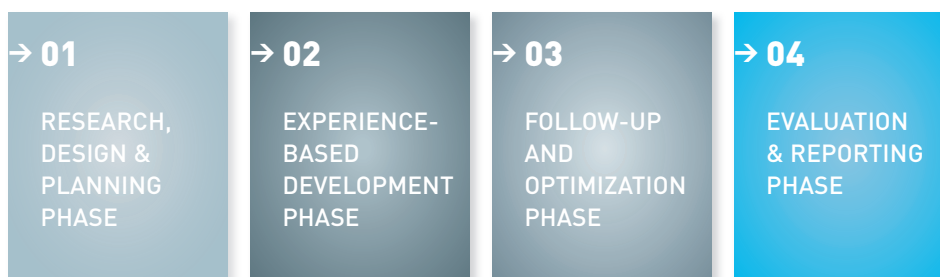 → 01
RESEARCH,
DESIGN &
PLANNING
PHASE
→ 02
EXPERIENCE-
BASED
DEVELOPMENT
PHASE
→ 03
FOLLOW-UP
AND
OPTIMIZATION
PHASE
→ 04
EVALUATION
& REPORTING
PHASE